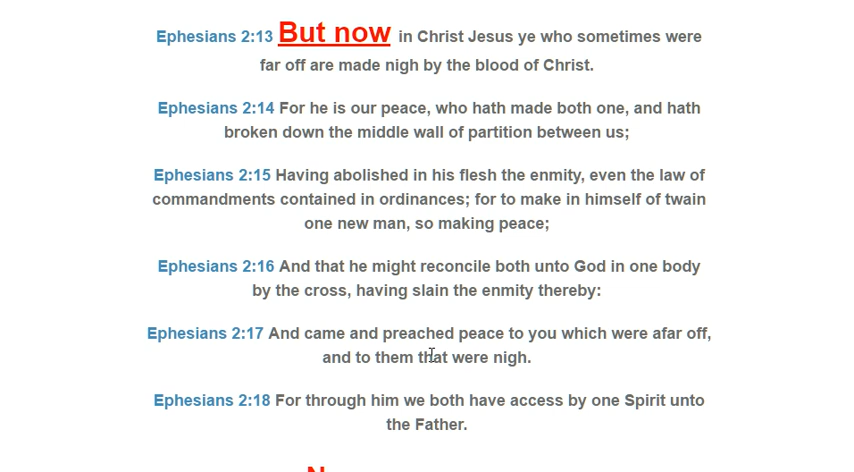 Ephesians 2:13 But now in Christ Jesus ye who sometimes were
far off are made nigh by the blood of Christ.
Ephesians 2:14 For he is our peace, who hath made both one, and hath
broken down the middle wall of partition between us;
Ephesians 2:15 Having abolished in his flesh the enmity, even the law of
commandments contained in ordinances; for to make in himself of twain
one new man, so making peace;
Ephesians 2:16 And that he might reconcile both unto God in one body
by the cross, having slain the enmity thereby:
Ephesians 2:17 And came and preached peace to you which were afar off,
and to them that were nigh.
Ephesians 2:18 For through him we both have access by one Spirit unto
the Father.